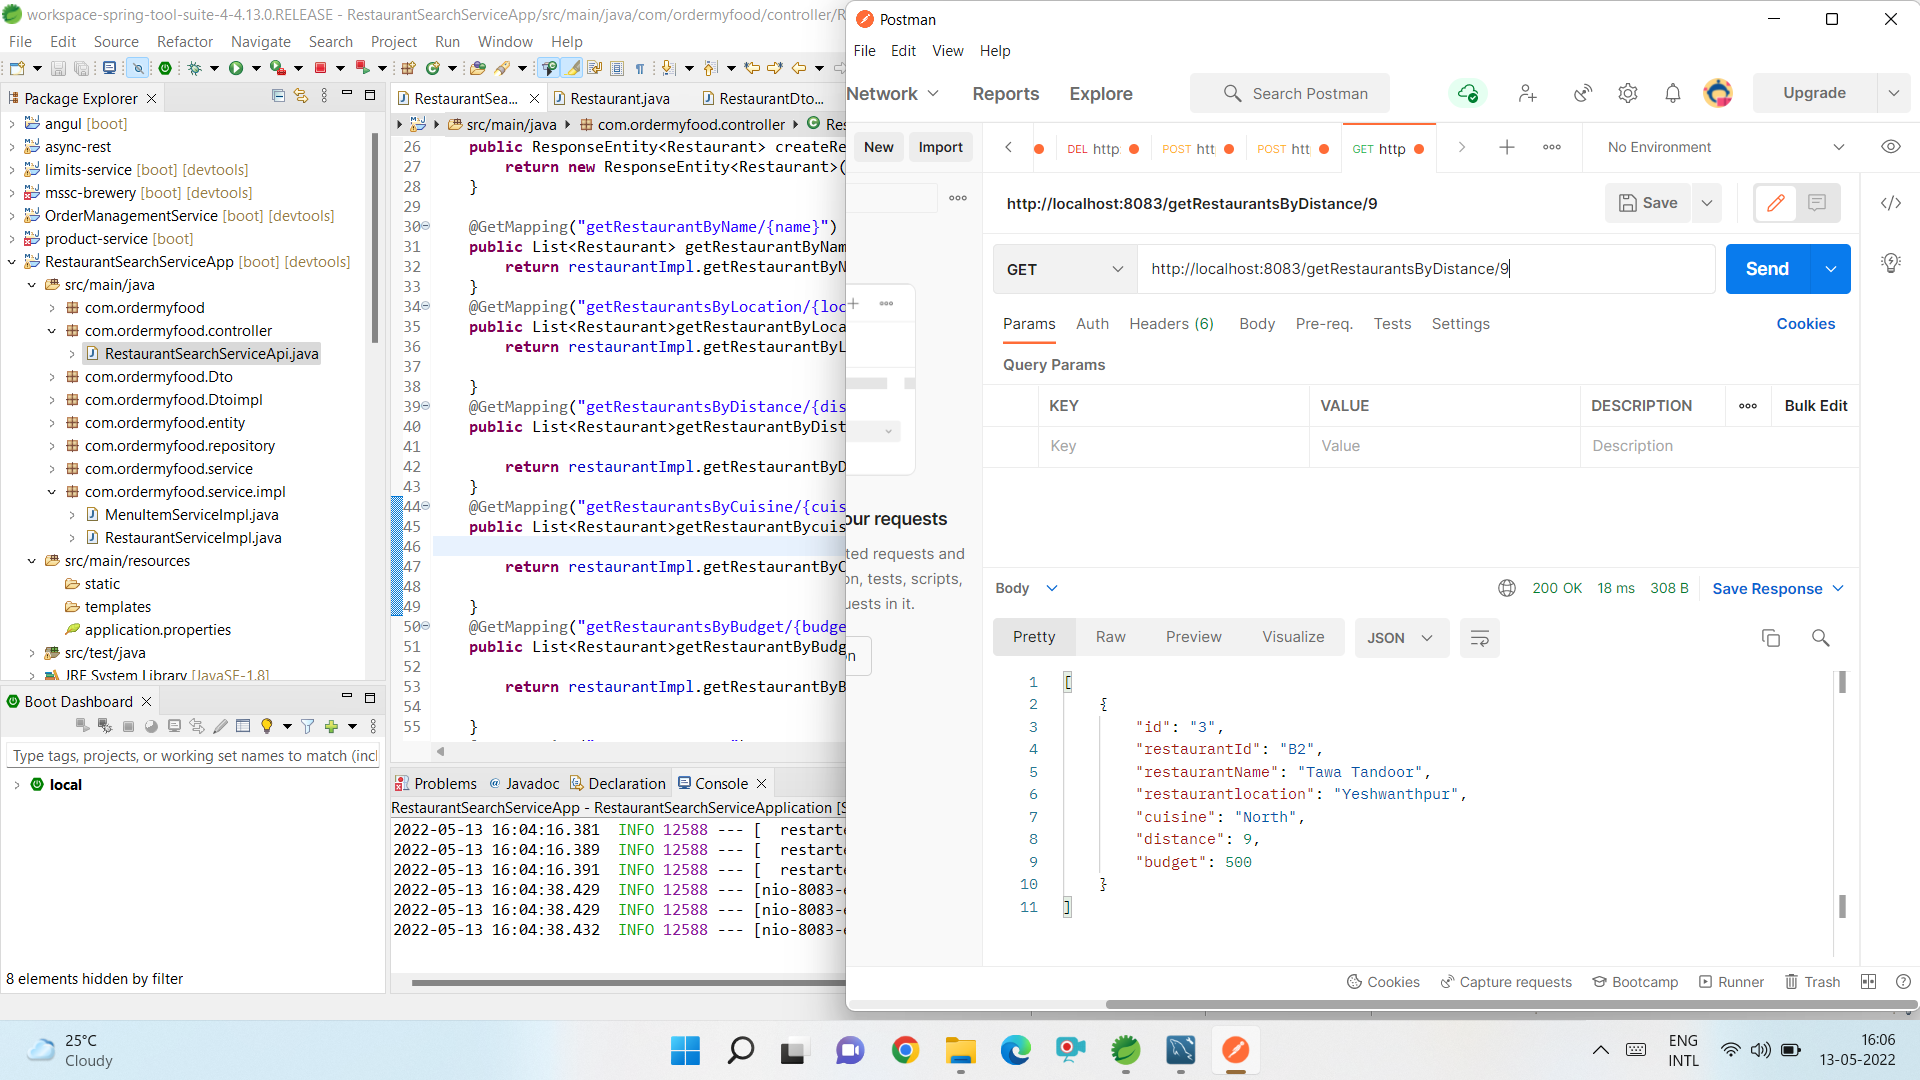 workspace-spring-tool-suite-4-4.13.0.RELEASE - RestaurantSearchServiceApp/src/main/java/com/ordermyfood/controller/R
File Edit Source Refactor Navigate Search Project Run Window Help
Package Explorer
angul [boot]
async-rest
limits-service [boot] [devtools]
mssc-brewery [boot] [devtools]
OrderManagementService [boot] [devtools]
product-service [boot]
RestaurantSearchServiceApp [boot] [devtools]
src/main/java
com.ordermyfood
com.ordermyfood.controller
RestaurantSearchServiceApi.java
com.ordermyfood.Dto
com.ordermyfood.Dtoimpl
com.ordermyfood.entity
com.ordermyfood.repository
com.ordermyfood.service
com.ordermyfood.service.impl
MenuItemServiceImpl.java
RestaurantServiceImpl.java
src/main/resources
static
templates
application.properties
src/test/java
JRE System Library [JavaSE-1.8]
Boot Dashboard
Type tags, projects, or working set names to match (incl
local
8 elements hidden by filter
RestaurantSea... Restaurant.java RestaurantDto...
src/main/java com.ordermyfood.controller Res
26 public ResponseEntity<Restaurant> createRe
27 return new ResponseEntity<Restaurant>(
28 }
29
30 @GetMapping("getRestaurantByName/{name}")
31 public List<Restaurant> getRestaurantByNam
32 return restaurantImpl.getRestaurantByN
33 }
34 @GetMapping("getRestaurantsByLocation/{loc
35 public List<Restaurant>getRestaurantByLoca
36 return restaurantImpl.getRestaurantByL
37
38 }
39 @GetMapping("getRestaurantsByDistance/{dis
40 public List<Restaurant>getRestaurantByDist
41
42 return restaurantImpl.getRestaurantByD
43 }
44 @GetMapping("getRestaurantsByCuisine/{cuis
45 public List<Restaurant>getRestaurantBycuis
46
47 return restaurantImpl.getRestaurantByC
48
49 }
50 @GetMapping("getRestaurantsByBudget/{budge
51 public List<Restaurant>getRestaurantByBudg
52
53 return restaurantImpl.getRestaurantByB
54
55 }
Problems @ Javadoc Declaration Console
RestaurantSearchServiceApp - RestaurantSearchServiceApplication [S
2022-05-13 16:04:16.381 INFO 12588 --- [ restarte
2022-05-13 16:04:16.389 INFO 12588 --- [ restarte
2022-05-13 16:04:16.391 INFO 12588 --- [ restarte
2022-05-13 16:04:38.429 INFO 12588 --- [nio-8083-e
2022-05-13 16:04:38.429 INFO 12588 --- [nio-8083-e
2022-05-13 16:04:38.432 INFO 12588 --- [nio-8083-e
Postman
File Edit View Help
Network Reports Explore Search Postman Upgrade
New Import DEL http POST htt POST htt GET http No Environment
http://localhost:8083/getRestaurantsByDistance/9 Save
GET http://localhost:8083/getRestaurantsByDistance/9 Send
Params Auth Headers (6) Body Pre-req. Tests Settings Cookies
Query Params
KEY VALUE DESCRIPTION Bulk Edit
Key Value Description
our requests
ted requests and
on, tests, scripts,
uests in it.
n
Body 200 OK 18 ms 308 B Save Response
Pretty Raw Preview Visualize JSON
1 [
2 {
3 "id": "3",
4 "restaurantId": "B2",
5 "restaurantName": "Tawa Tandoor",
6 "restaurantlocation": "Yeshwanthpur",
7 "cuisine": "North",
8 "distance": 9,
9 "budget": 500
10 }
11 ]
Cookies Capture requests Bootcamp Runner Trash
25°C
Cloudy
ENG
INTL
16:06
13-05-2022